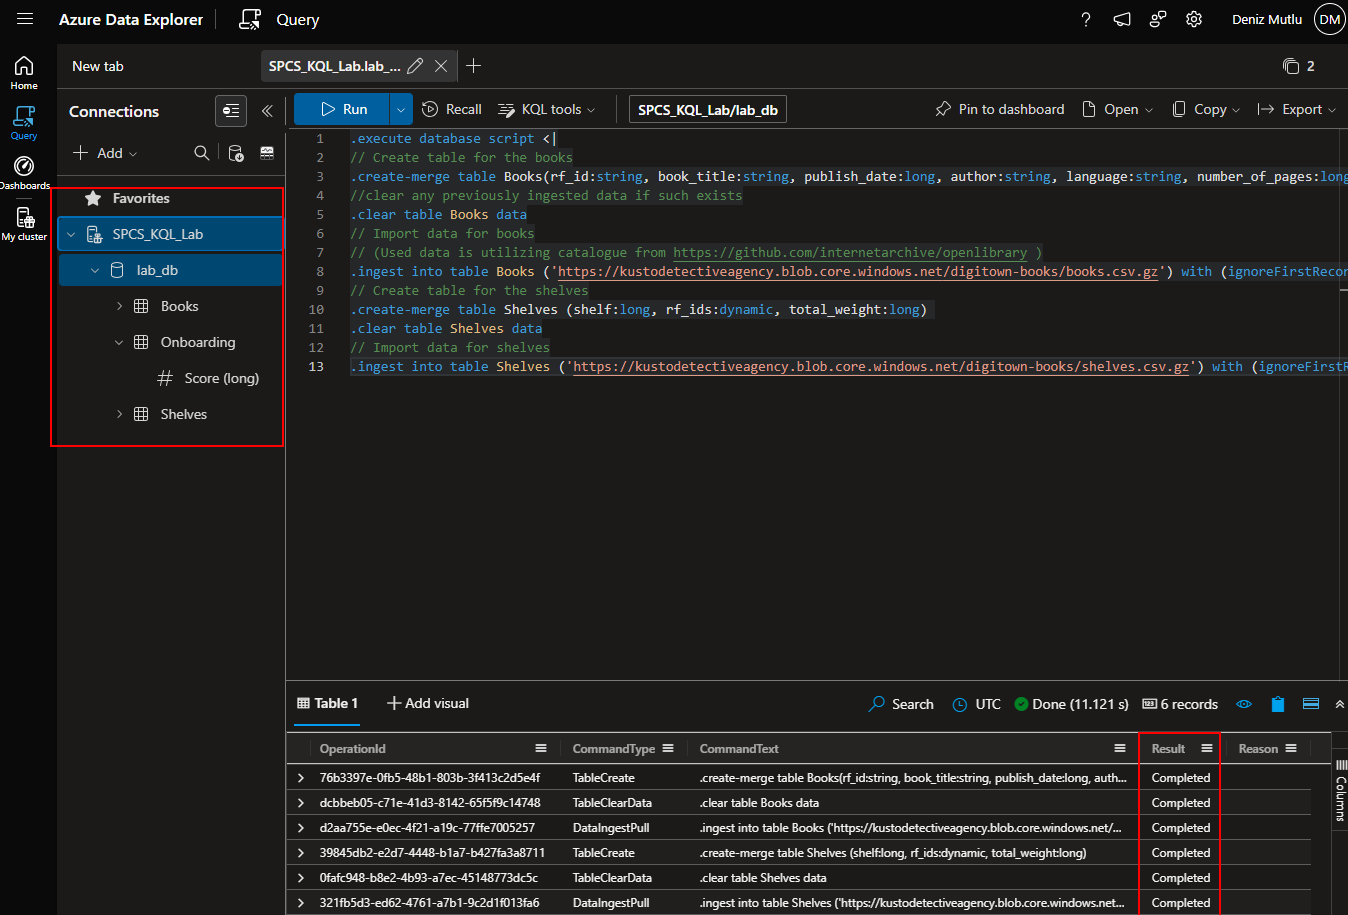 Azure Data Explorer
Query
?
Deniz Mutlu
DM
Home
Query
Dashboards
My cluster
New tab
SPCS_KQL_Lab.lab_...
2
Connections
Add
Favorites
SPCS_KQL_Lab
lab_db
Books
Onboarding
Score (long)
Shelves
Run
Recall
KQL tools
SPCS_KQL_Lab/lab_db
Pin to dashboard
Open
Copy
Export
1 .execute database script <|
2 // Create table for the books
3 .create-merge table Books(rf_id:string, book_title:string, publish_date:long, author:string, language:string, number_of_pages:long
4 //clear any previously ingested data if such exists
5 .clear table Books data
6 // Import data for books
7 // (Used data is utilizing catalogue from https://github.com/internetarchive/openlibrary )
8 .ingest into table Books ('https://kustodetectiveagency.blob.core.windows.net/digitown-books/books.csv.gz') with (ignoreFirstRecor
9 // Create table for the shelves
10 .create-merge table Shelves (shelf:long, rf_ids:dynamic, total_weight:long)
11 .clear table Shelves data
12 // Import data for shelves
13 .ingest into table Shelves ('https://kustodetectiveagency.blob.core.windows.net/digitown-books/shelves.csv.gz') with (ignoreFirstR
Table 1
Add visual
Search
UTC
Done (11.121 s)
6 records
OperationId CommandType CommandText Result Reason
76b3397e-0fb5-48b1-803b-3f413c2d5e4f TableCreate .create-merge table Books(rf_id:string, book_title:string, publish_date:long, auth... Completed
dcbbeb05-c71e-41d3-8142-65f5f9c14748 TableClearData .clear table Books data Completed
d2aa755e-e0ec-4f21-a19c-77ffe7005257 DataIngestPull .ingest into table Books ('https://kustodetectiveagency.blob.core.windows.net/... Completed
39845db2-e2d7-4448-b1a7-b427fa3a8711 TableCreate .create-merge table Shelves (shelf:long, rf_ids:dynamic, total_weight:long) Completed
0fafc948-b8e2-4b93-a7ec-45148773dc5c TableClearData .clear table Shelves data Completed
321fb5d3-ed62-4761-a7b1-9c2d1f013fa6 DataIngestPull .ingest into table Shelves ('https://kustodetectiveagency.blob.core.windows.net... Completed
Columns